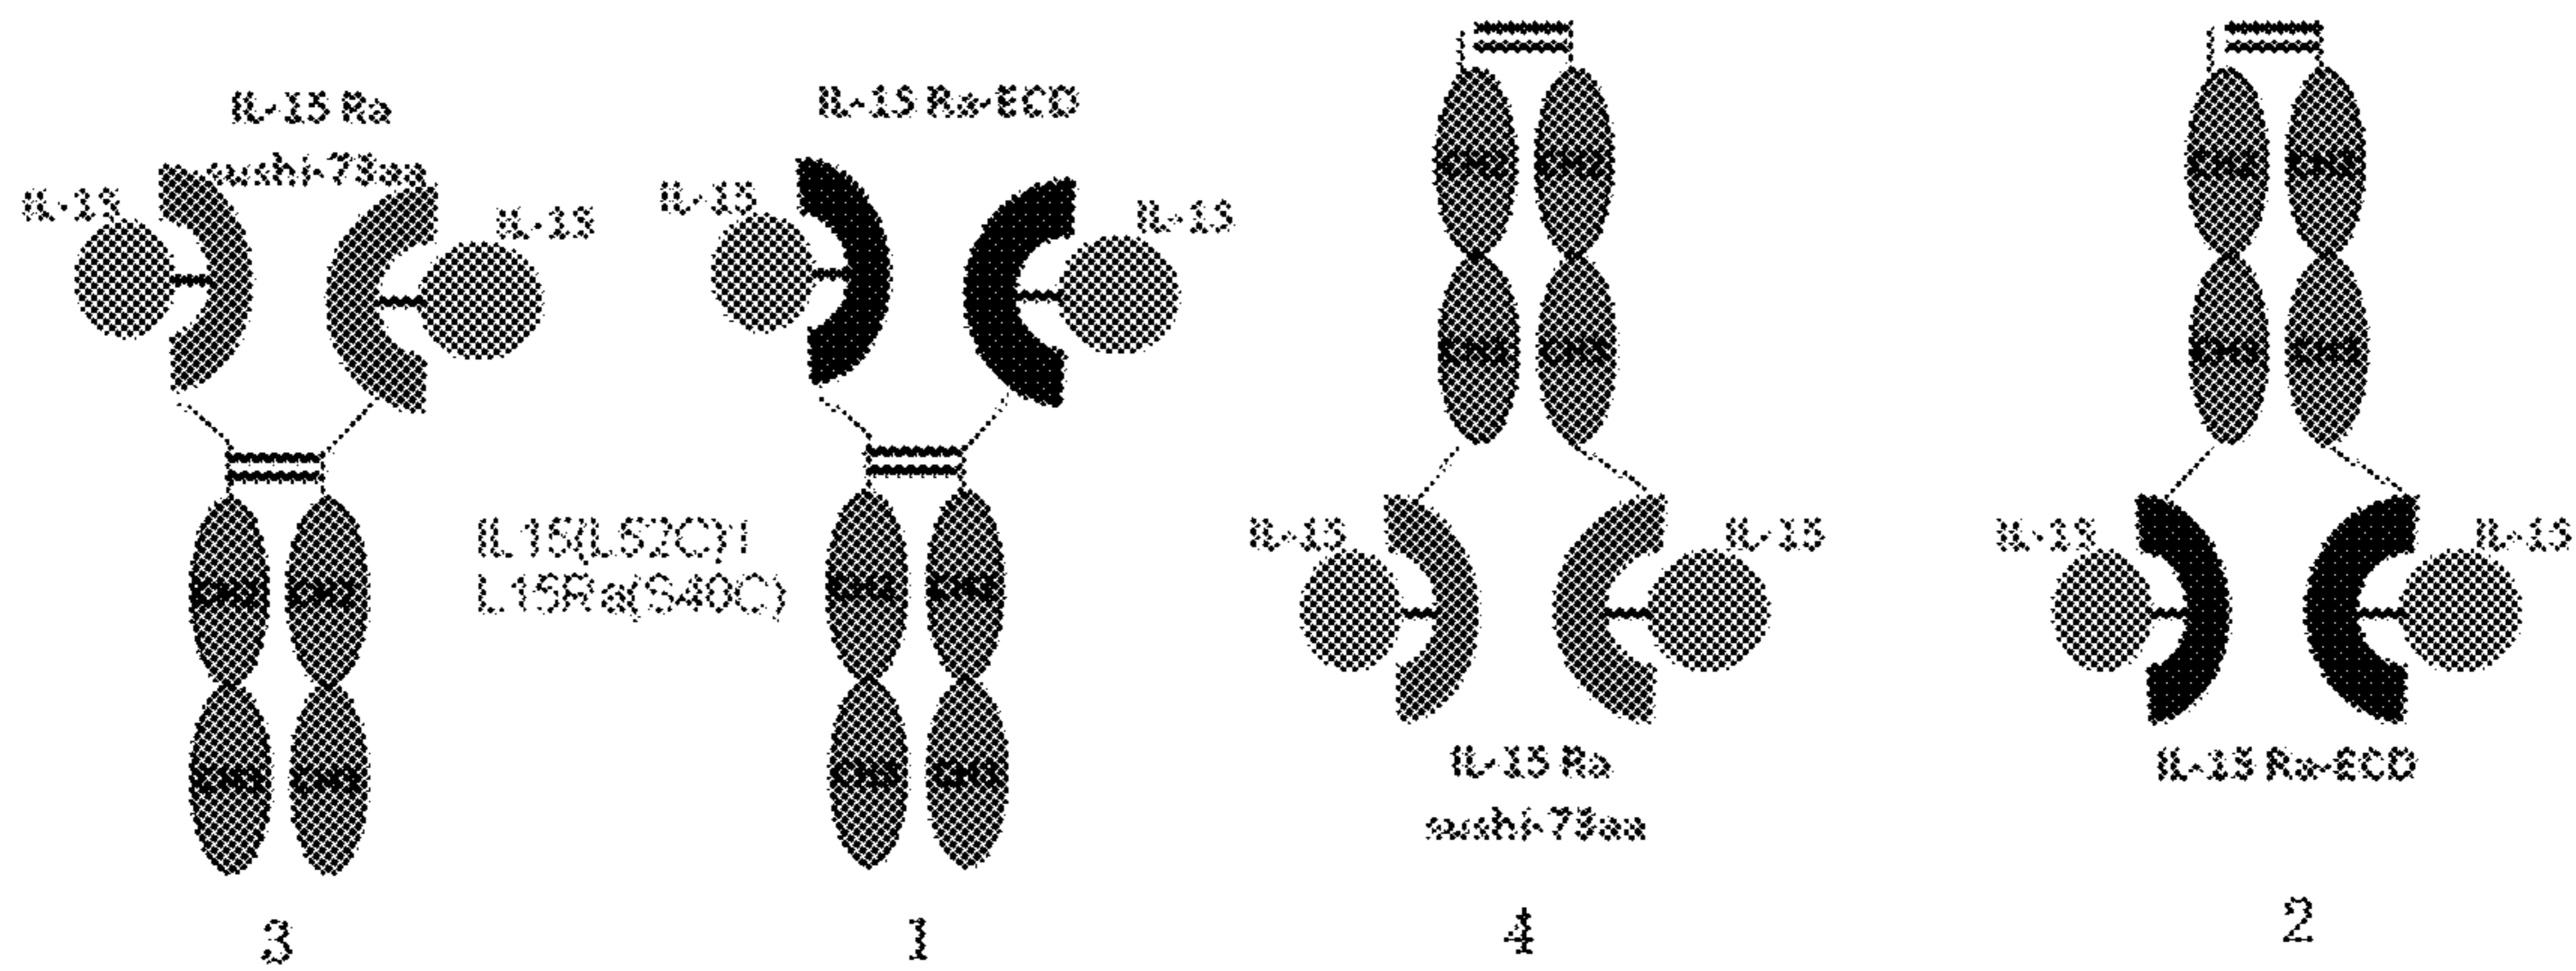 IL-15 Ra
sushi-73aa
IL-15
IL-15
IL-15 Ra-ECD
IL-15
IL-15
CH2 CH2
CH3 CH3
CH2 CH2
CH3 CH3
IL15(L52C)I
L15Ra(S40C)
CH2 CH2
CH3 CH3
IL-15
IL-15
IL-15 Ra
sushi-73aa
CH2 CH2
CH3 CH3
IL-15
IL-15
IL-15 Ra-ECD
3
1
4
2